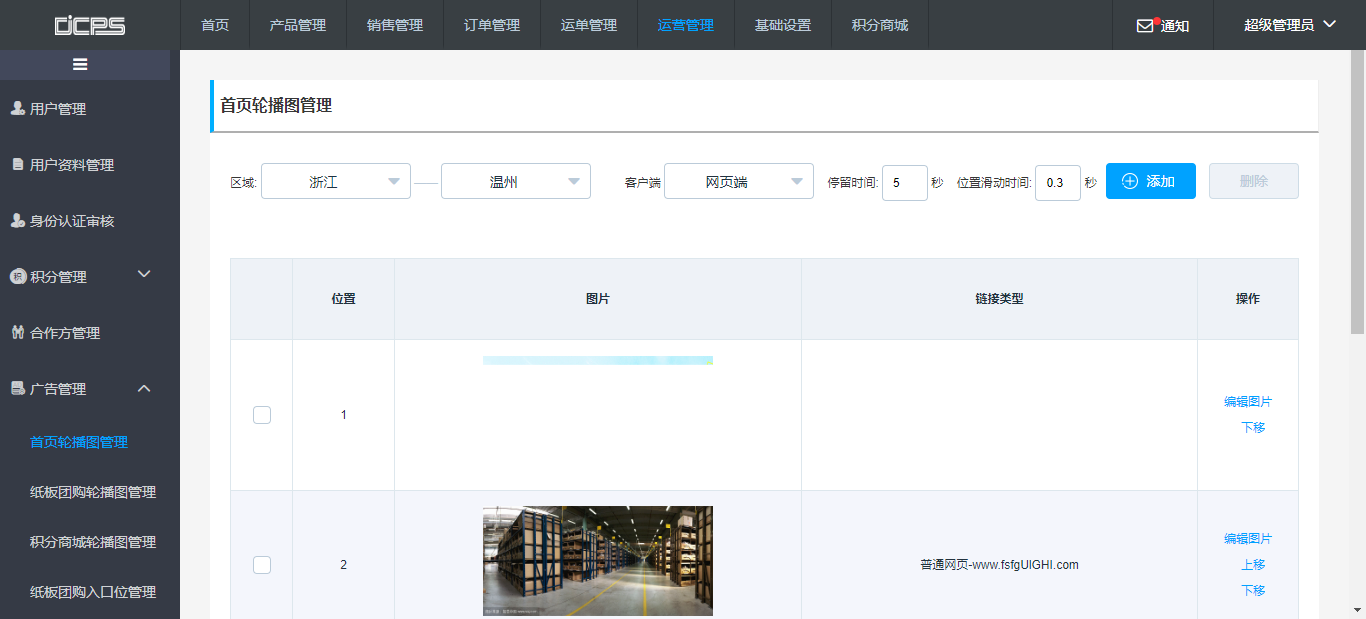 DJCPS 首页 产品管理 销售管理 订单管理 运单管理 运营管理 基础设置 积分商城 通知 超级管理员
用户管理
用户资料管理
身份认证审核
积 积分管理
合作方管理
广告管理
首页轮播图管理
纸板团购轮播图管理
积分商城轮播图管理
纸板团购入口位管理
首页轮播图管理
区域: 浙江 温州 客户端 网页端 停留时间: 5 秒 位置滑动时间: 0.3 秒 添加 删除
位置 图片 链接类型 操作
1 编辑图片
下移
2 普通网页-www.fsfgUIGHI.com 编辑图片
上移
下移